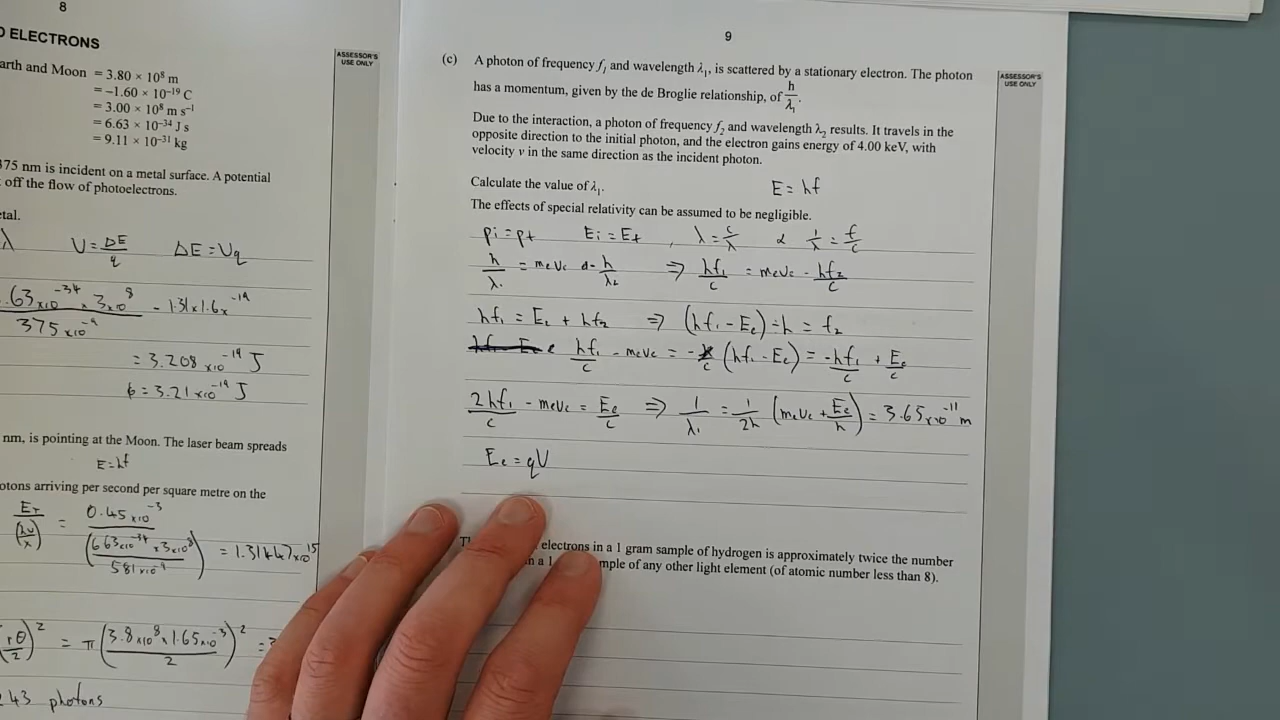 8
D ELECTRONS
ASSESSOR'S
USE ONLY
arth and Moon = 3.80 × 10⁸ m
= −1.60 × 10⁻¹⁹ C
= 3.00 × 10⁸ m s⁻¹
= 6.63 × 10⁻³⁴ J s
= 9.11 × 10⁻³¹ kg
375 nm is incident on a metal surface. A potential
off the flow of photoelectrons.
etal.
λ U = ΔE/q ΔE = Uq
.63×10⁻³⁴ × 3×10⁸ / 375×10⁻⁹ − 1.31×1.6×⁻¹⁹
= 3.208×10⁻¹⁹ J
6 = 3.21×10⁻¹⁹ J
nm, is pointing at the Moon. The laser beam spreads
E = hf
otons arriving per second per square metre on the
= 0.45×10⁻³ / (663×10⁻³⁴ × 3×10⁸ / 581×10⁻⁹) = 1.31447×10¹⁵
(rθ/2)² = π (3.8×10⁸ × 1.65×10⁻³ / 2)² =
43 photons
9
ASSESSOR'S
USE ONLY
(c) A photon of frequency f₁ and wavelength λ₁, is scattered by a stationary electron. The photon
has a momentum, given by the de Broglie relationship, of h/λ₁.
Due to the interaction, a photon of frequency f₂ and wavelength λ₂ results. It travels in the
opposite direction to the initial photon, and the electron gains energy of 4.00 keV, with
velocity v in the same direction as the incident photon.
Calculate the value of λ₁. E = hf
The effects of special relativity can be assumed to be negligible.
pi = pf Ei = Ef , λ = c/λ & 1/λ = f/c
h/λ₁ = meVe h/λ₂ ⇒ hf₁/c = meVe - hf₂/c
hf₁ = Ee + hf₂ ⇒ (hf₁ - Ee) ÷ h = f₂
hf₁/c - meVe = - /c (hf₁ - Ee) = -hf₁/c + Ee/c
2hf₁/c - meVe = Ee/c ⇒ 1/λ₁ = 1/2h (meVe + Ee/h) = 3.65×10⁻¹¹ m
Ee = qV
electrons in a 1 gram sample of hydrogen is approximately twice the number
mple of any other light element (of atomic number less than 8).